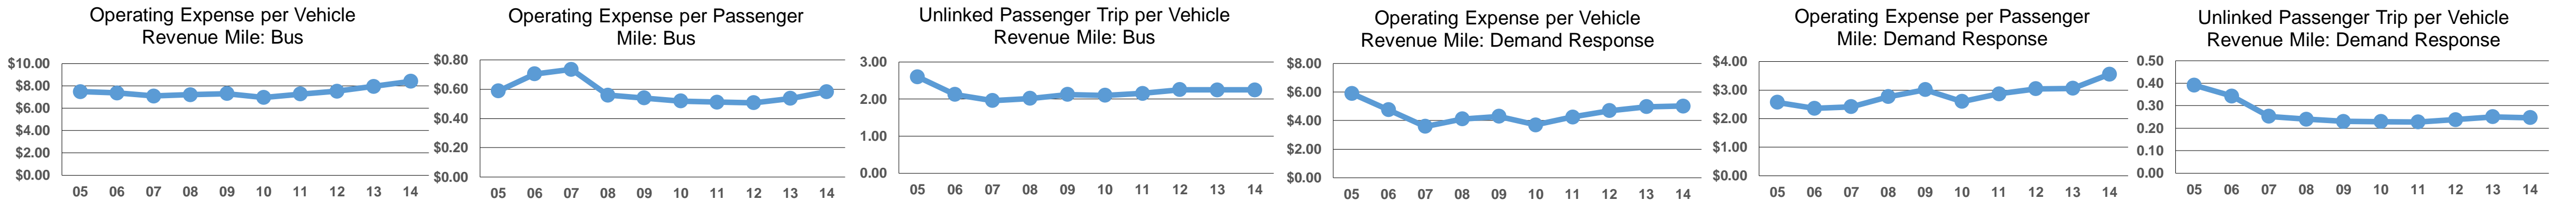 Operating Expense per Vehicle
Revenue Mile: Bus
$10.00
$8.00
$6.00
$4.00
$2.00
$0.00
05 06 07 08 09 10 11 12 13 14
Operating Expense per Passenger
Mile: Bus
$0.80
$0.60
$0.40
$0.20
$0.00
05 06 07 08 09 10 11 12 13 14
Unlinked Passenger Trip per Vehicle
Revenue Mile: Bus
3.00
2.00
1.00
0.00
05 06 07 08 09 10 11 12 13 14
Operating Expense per Vehicle
Revenue Mile: Demand Response
$8.00
$6.00
$4.00
$2.00
$0.00
05 06 07 08 09 10 11 12 13 14
Operating Expense per Passenger
Mile: Demand Response
$4.00
$3.00
$2.00
$1.00
$0.00
05 06 07 08 09 10 11 12 13 14
Unlinked Passenger Trip per Vehicle
Revenue Mile: Demand Response
0.50
0.40
0.30
0.20
0.10
0.00
05 06 07 08 09 10 11 12 13 14